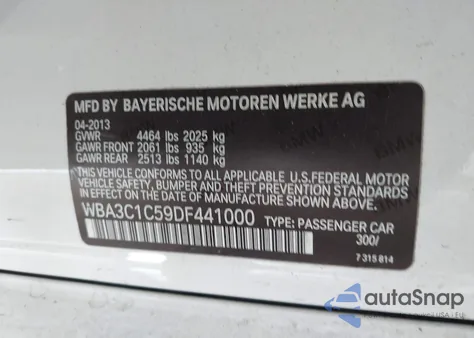 MFD BY BAYERISCHE MOTOREN WERKE AG
04-2013
GVWR 4464 lbs 2025 kg
GAWR FRONT 2061 lbs 935 kg
GAWR REAR 2513 lbs 1140 kg
THIS VEHICLE CONFORMS TO ALL APPLICABLE U.S. FEDERAL MOTOR
VEHICLE SAFETY, BUMPER, AND THEFT PREVENTION STANDARDS
IN EFFECT ON THE DATE OF MANUFACTURE SHOWN ABOVE.
WBA3C1C59DF441000 TYPE: PASSENGER CAR
300/
7 315 814
autaSnap